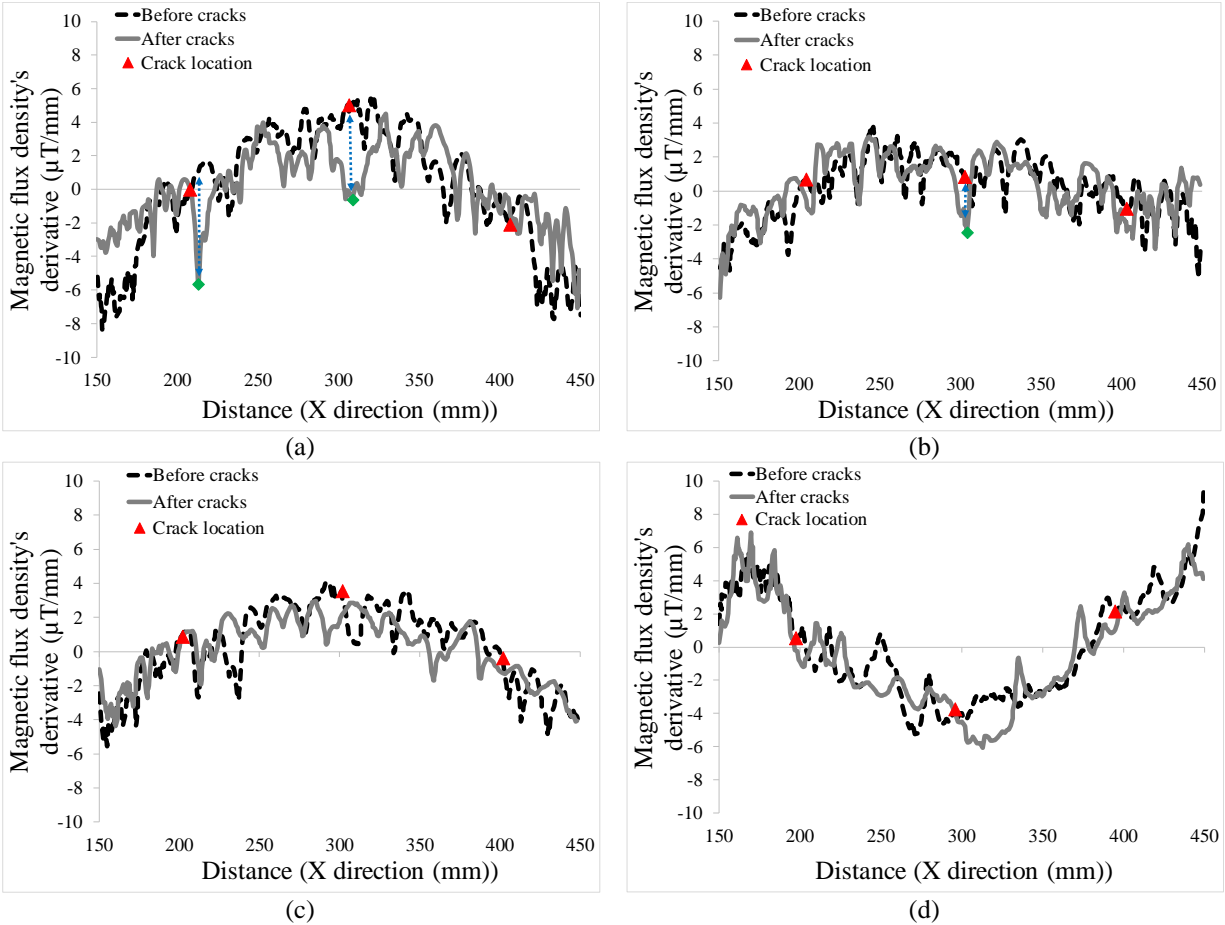 Before cracks
After cracks
Crack location
Magnetic flux density's
derivative (µT/mm)
10
8
6
4
2
0
-2
-4
-6
-8
-10
150 200 250 300 350 400 450
Distance (X direction (mm))
(a)
Before cracks
After cracks
Crack location
Magnetic flux density's
derivative (µT/mm)
10
8
6
4
2
0
-2
-4
-6
-8
-10
150 200 250 300 350 400 450
Distance (X direction (mm))
(b)
Before cracks
After cracks
Crack location
Magnetic flux density's
derivative (µT/mm)
10
8
6
4
2
0
-2
-4
-6
-8
-10
150 200 250 300 350 400 450
Distance (X direction (mm))
(c)
Before cracks
After cracks
Crack location
Magnetic flux density's
derivative (µT/mm)
10
8
6
4
2
0
-2
-4
-6
-8
-10
150 200 250 300 350 400 450
Distance (X direction (mm))
(d)